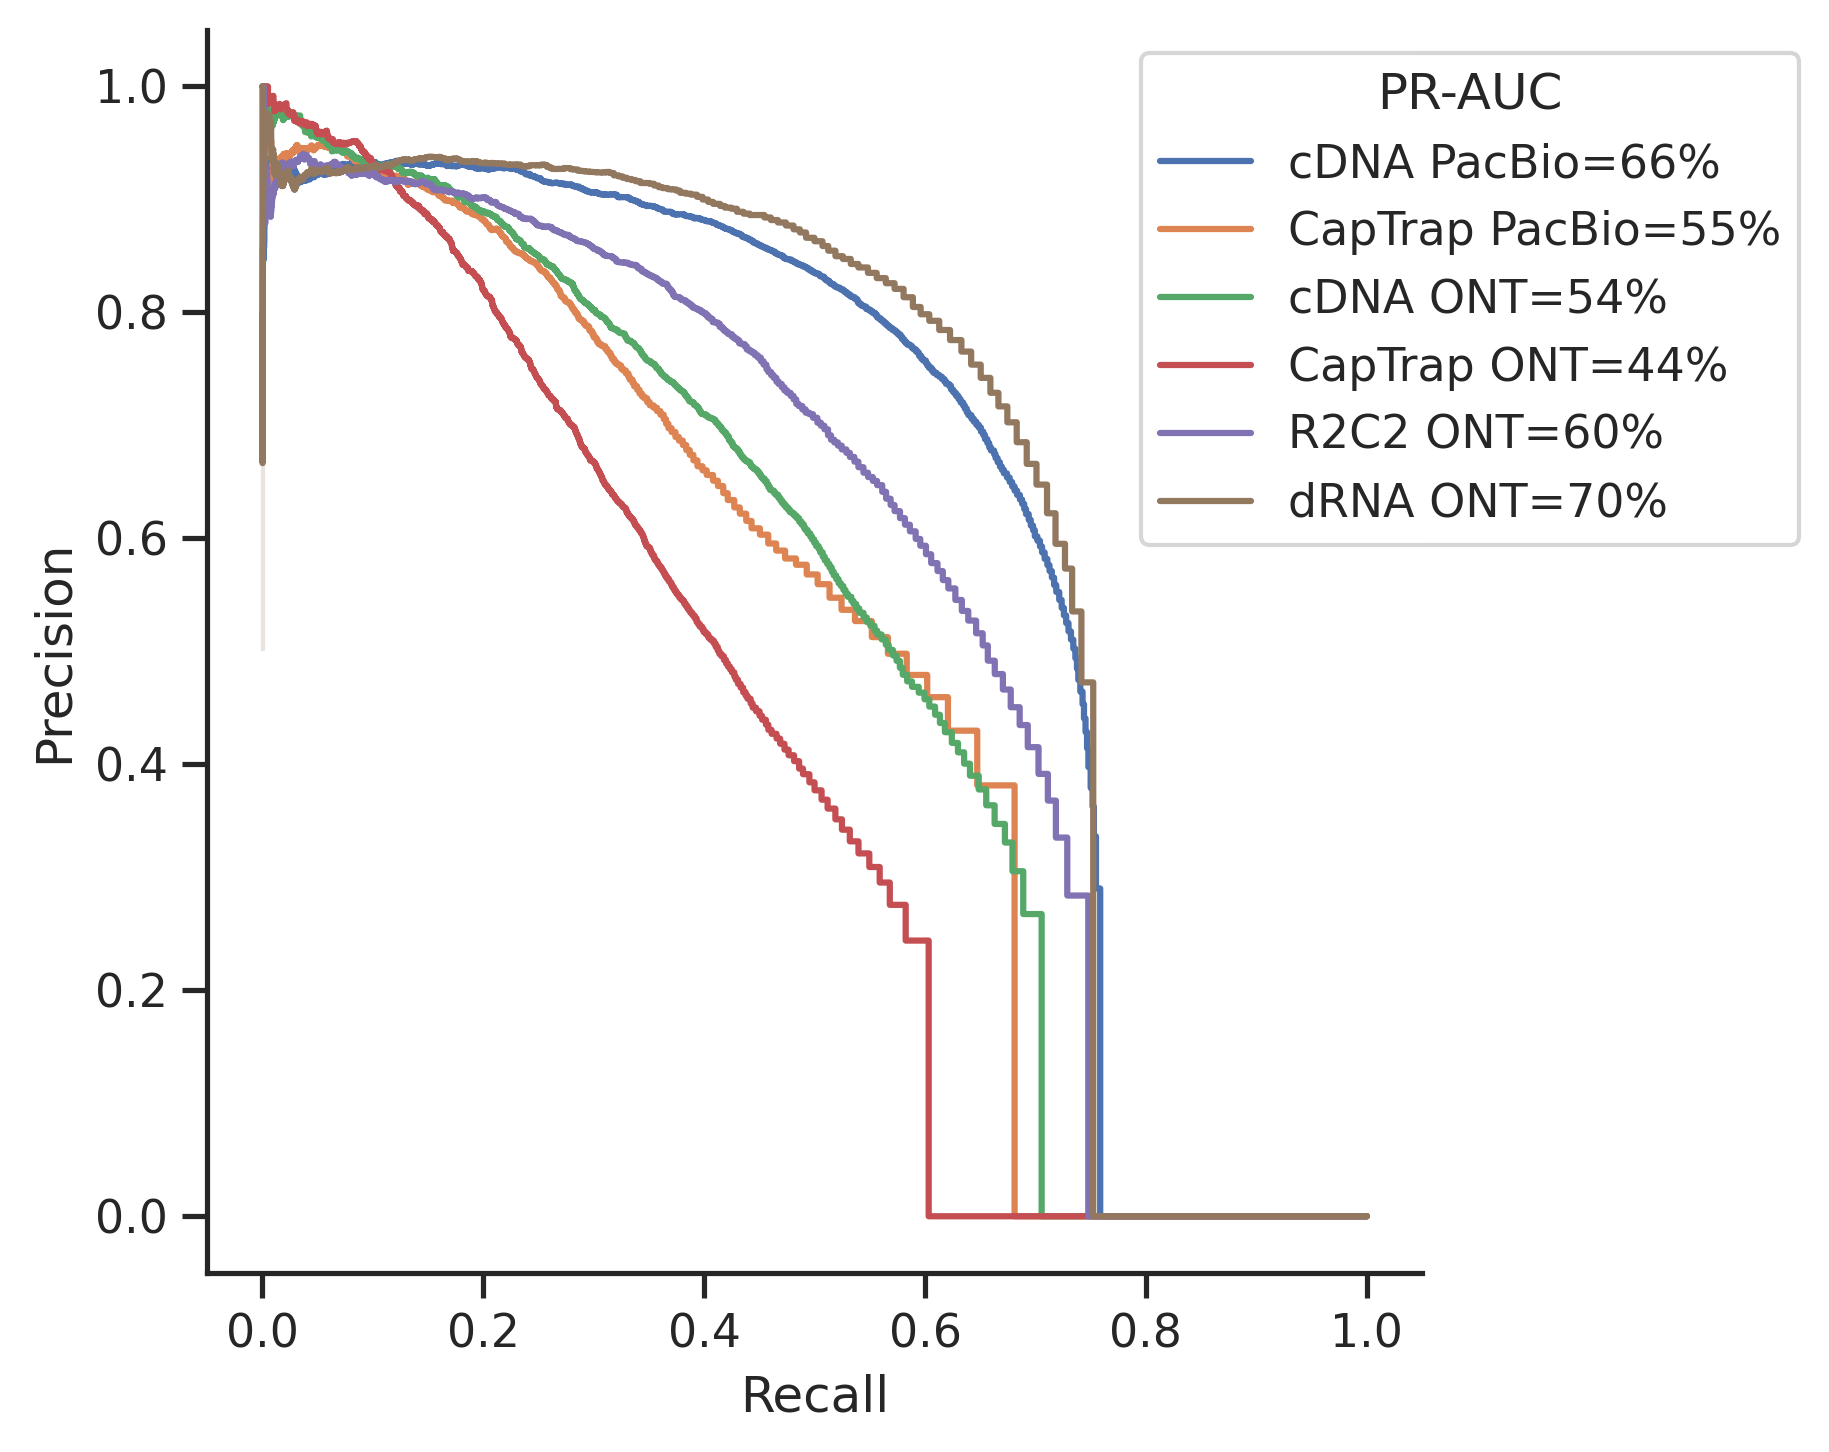 PR-AUC
cDNA PacBio=66%
CapTrap PacBio=55%
cDNA ONT=54%
CapTrap ONT=44%
R2C2 ONT=60%
dRNA ONT=70%
Precision
1.0
0.8
0.6
0.4
0.2
0.0
0.0 0.2 0.4 0.6 0.8 1.0
Recall